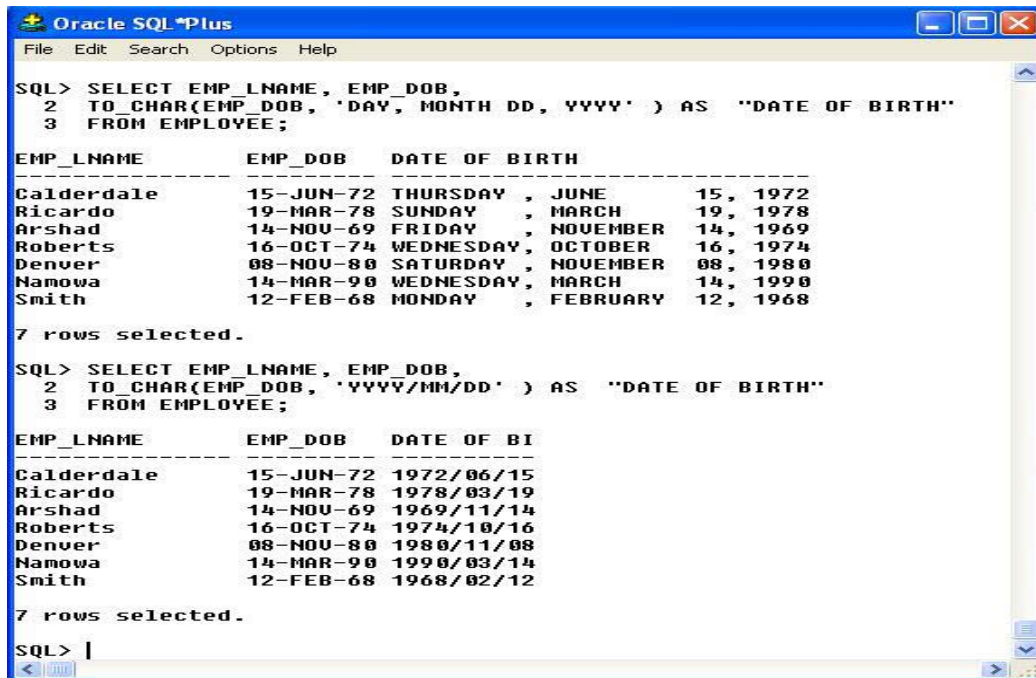 Oracle SQL*Plus
File Edit Search Options Help
SQL> SELECT EMP_LNAME, EMP_DOB,
2 TO_CHAR(EMP_DOB, 'DAY, MONTH DD, YYYY' ) AS "DATE OF BIRTH"
3 FROM EMPLOYEE;
EMP_LNAME EMP_DOB DATE OF BIRTH
--------------- --------- -----------------------------
Calderdale 15-JUN-72 THURSDAY , JUNE 15, 1972
Ricardo 19-MAR-78 SUNDAY , MARCH 19, 1978
Arshad 14-NOV-69 FRIDAY , NOVEMBER 14, 1969
Roberts 16-OCT-74 WEDNESDAY, OCTOBER 16, 1974
Denver 08-NOV-80 SATURDAY , NOVEMBER 08, 1980
Namowa 14-MAR-90 WEDNESDAY, MARCH 14, 1990
Smith 12-FEB-68 MONDAY , FEBRUARY 12, 1968
7 rows selected.
SQL> SELECT EMP_LNAME, EMP_DOB,
2 TO_CHAR(EMP_DOB, 'YYYY/MM/DD' ) AS "DATE OF BIRTH"
3 FROM EMPLOYEE;
EMP_LNAME EMP_DOB DATE OF BI
--------------- --------- ----------
Calderdale 15-JUN-72 1972/06/15
Ricardo 19-MAR-78 1978/03/19
Arshad 14-NOV-69 1969/11/14
Roberts 16-OCT-74 1974/10/16
Denver 08-NOV-80 1980/11/08
Namowa 14-MAR-90 1990/03/14
Smith 12-FEB-68 1968/02/12
7 rows selected.
SQL>